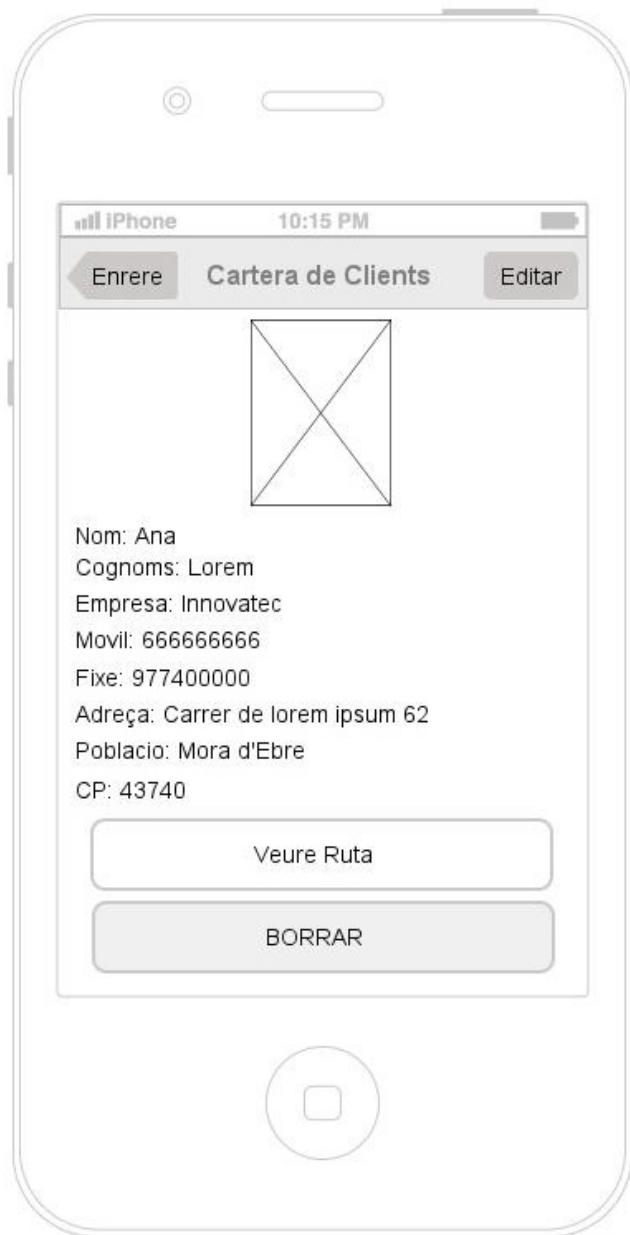 iPhone 10:15 PM
Enrere Cartera de Clients Editar
Nom: Ana
Cognoms: Lorem
Empresa: Innovatec
Movil: 666666666
Fixe: 977400000
Adreça: Carrer de lorem ipsum 62
Poblacio: Mora d'Ebre
CP: 43740
Veure Ruta
BORRAR